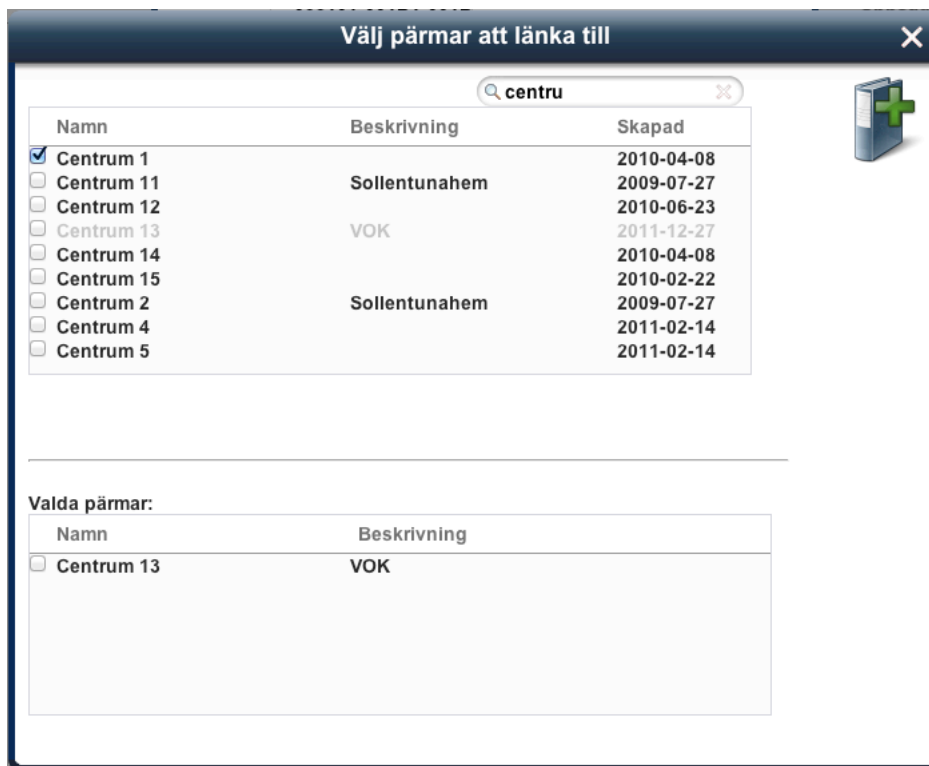 Välj pärmar att länka till
centru
Namn Beskrivning Skapad
Centrum 1 2010-04-08
Centrum 11 Sollentunahem 2009-07-27
Centrum 12 2010-06-23
Centrum 13 VOK 2011-12-27
Centrum 14 2010-04-08
Centrum 15 2010-02-22
Centrum 2 Sollentunahem 2009-07-27
Centrum 4 2011-02-14
Centrum 5 2011-02-14
Valda pärmar:
Namn Beskrivning
Centrum 13 VOK